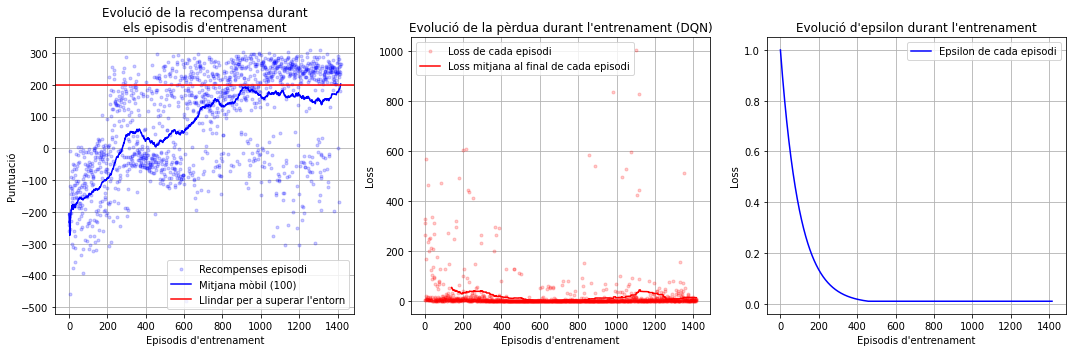 Evolució de la recompensa durant
els episodis d'entrenament
Puntuació
300
200
100
0
−100
−200
−300
−400
−500
0
200
400
600
800
1000
1200
1400
Episodis d'entrenament
Recompenses episodi
Mitjana mòbil (100)
Llindar per a superar l'entorn
Evolució de la pèrdua durant l'entrenament (DQN)
Loss
1000
800
600
400
200
0
0
200
400
600
800
1000
1200
1400
Episodis d'entrenament
Loss de cada episodi
Loss mitjana al final de cada episodi
Evolució d'epsilon durant l'entrenament
Loss
1.0
0.8
0.6
0.4
0.2
0.0
0
200
400
600
800
1000
1200
1400
Episodis d'entrenament
Epsilon de cada episodi